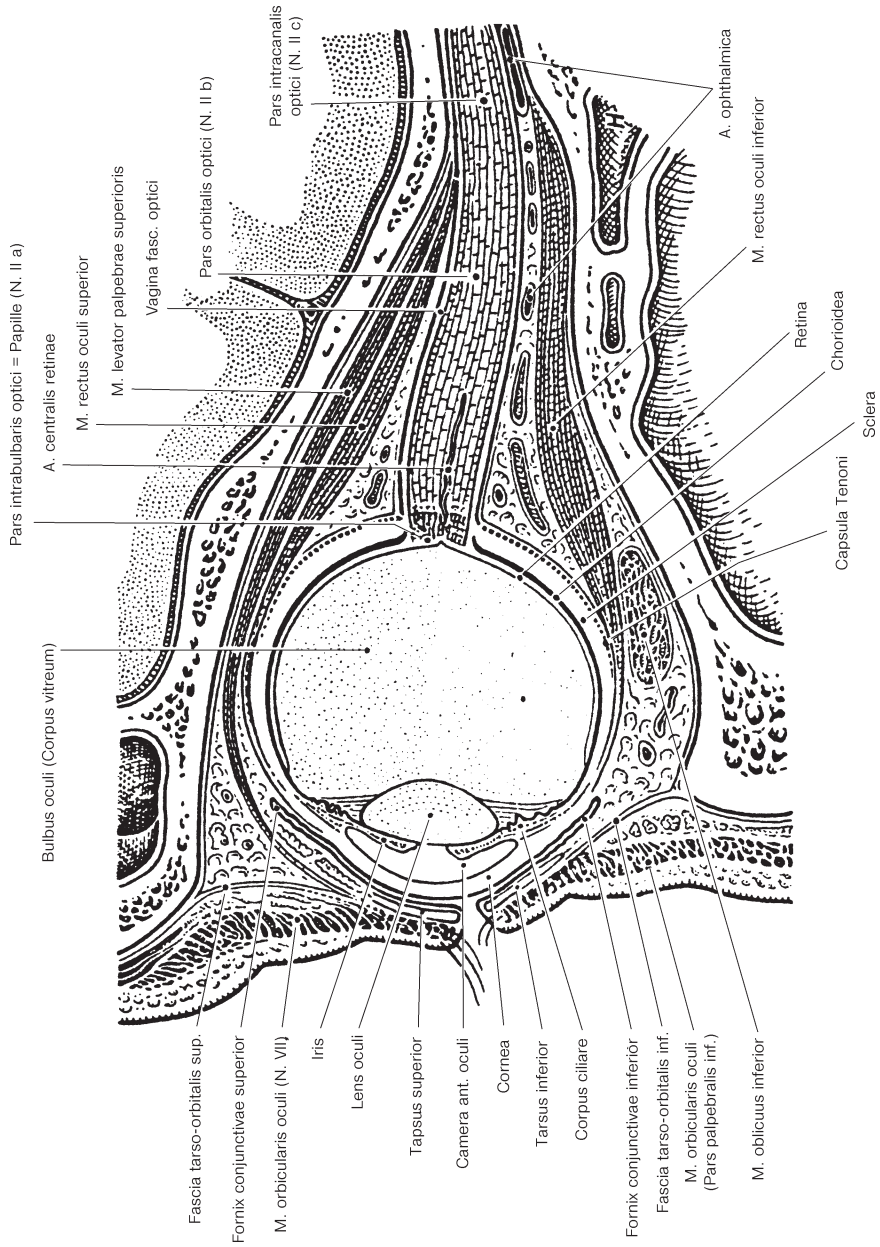 Pars intrabulbaris optici = Papille (N. II a)
A. centralis retinae
M. rectus oculi superior
M. levator palpebrae superioris
Vagina fasc. optici
Pars orbitalis optici (N. II b)
Pars intracanalis
optici (N. II c)
Bulbus oculi (Corpus vitreum)
A. ophthalmica
M. rectus oculi inferior
Retina
Chorioidea
Sclera
Capsula Tenoni
Fascia tarso-orbitalis sup.
Fornix conjunctivae superior
M. orbicularis oculi (N. VII)
Iris
Lens oculi
Tapsus superior
Camera ant. oculi
Cornea
Tarsus inferior
Corpus ciliare
Fornix conjunctivae inferior
Fascia tarso-orbitalis inf.
M. orbicularis oculi
(Pars palpebralis inf.)
M. oblicuus inferior